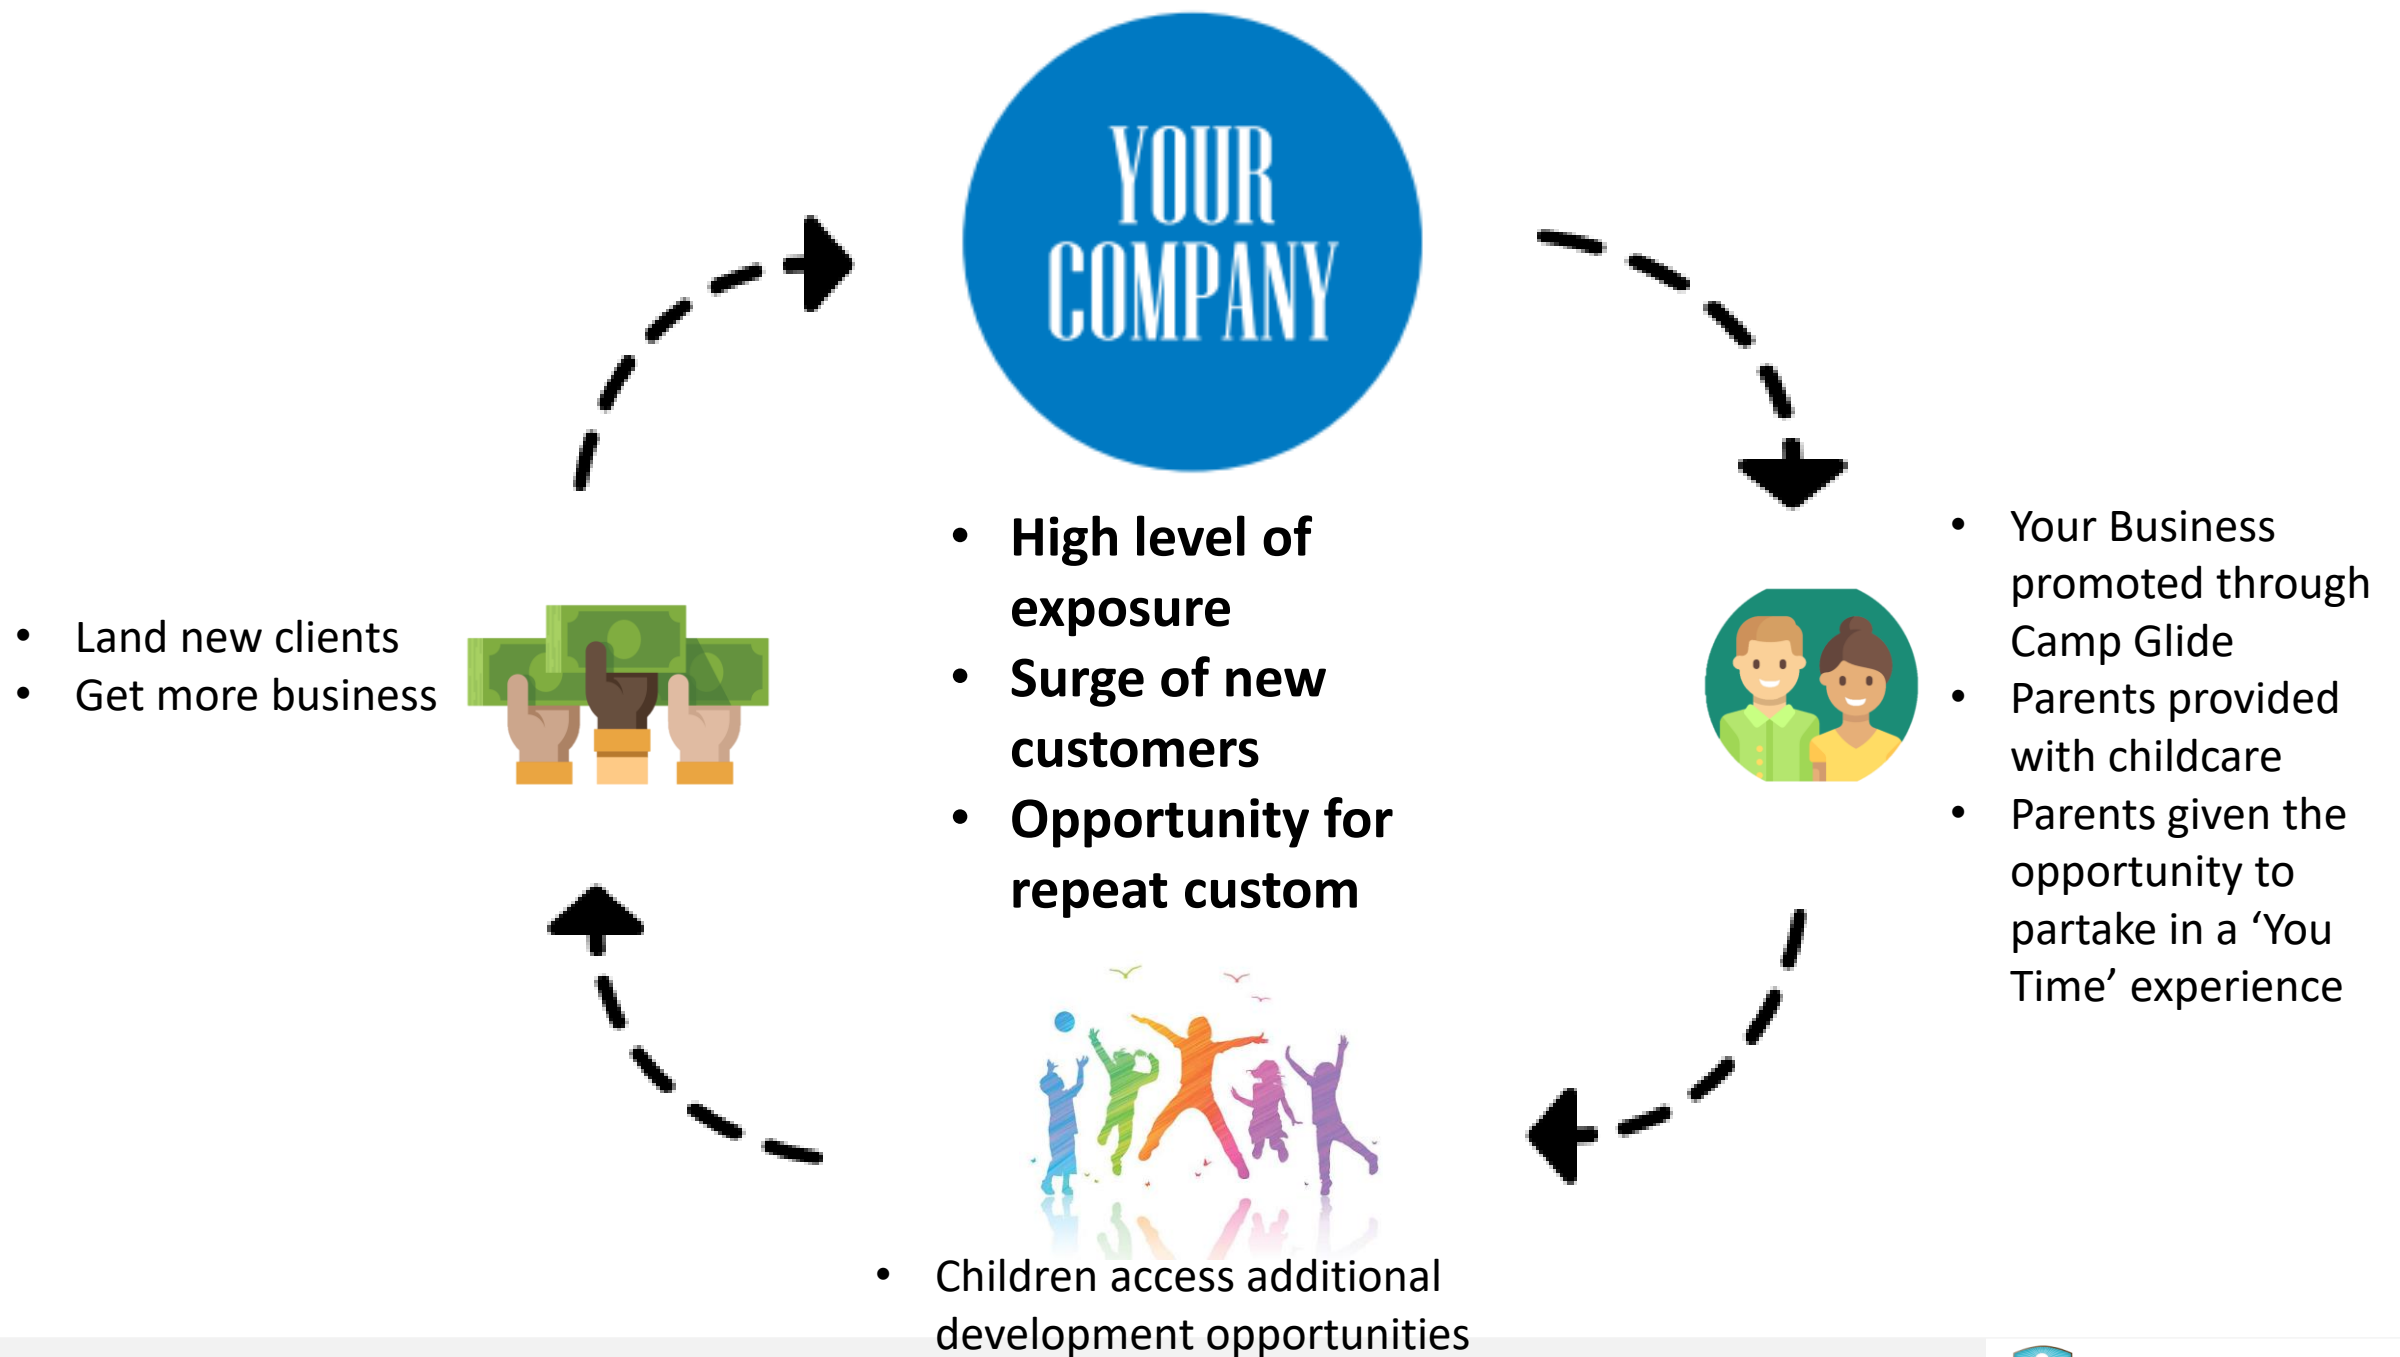 YOUR
COMPANY
• High level of
exposure
• Surge of new
customers
• Opportunity for
repeat custom
• Your Business
promoted through
Camp Glide
• Parents provided
with childcare
• Parents given the
opportunity to
partake in a ‘You
Time’ experience
• Children access additional
development opportunities
• Land new clients
• Get more business